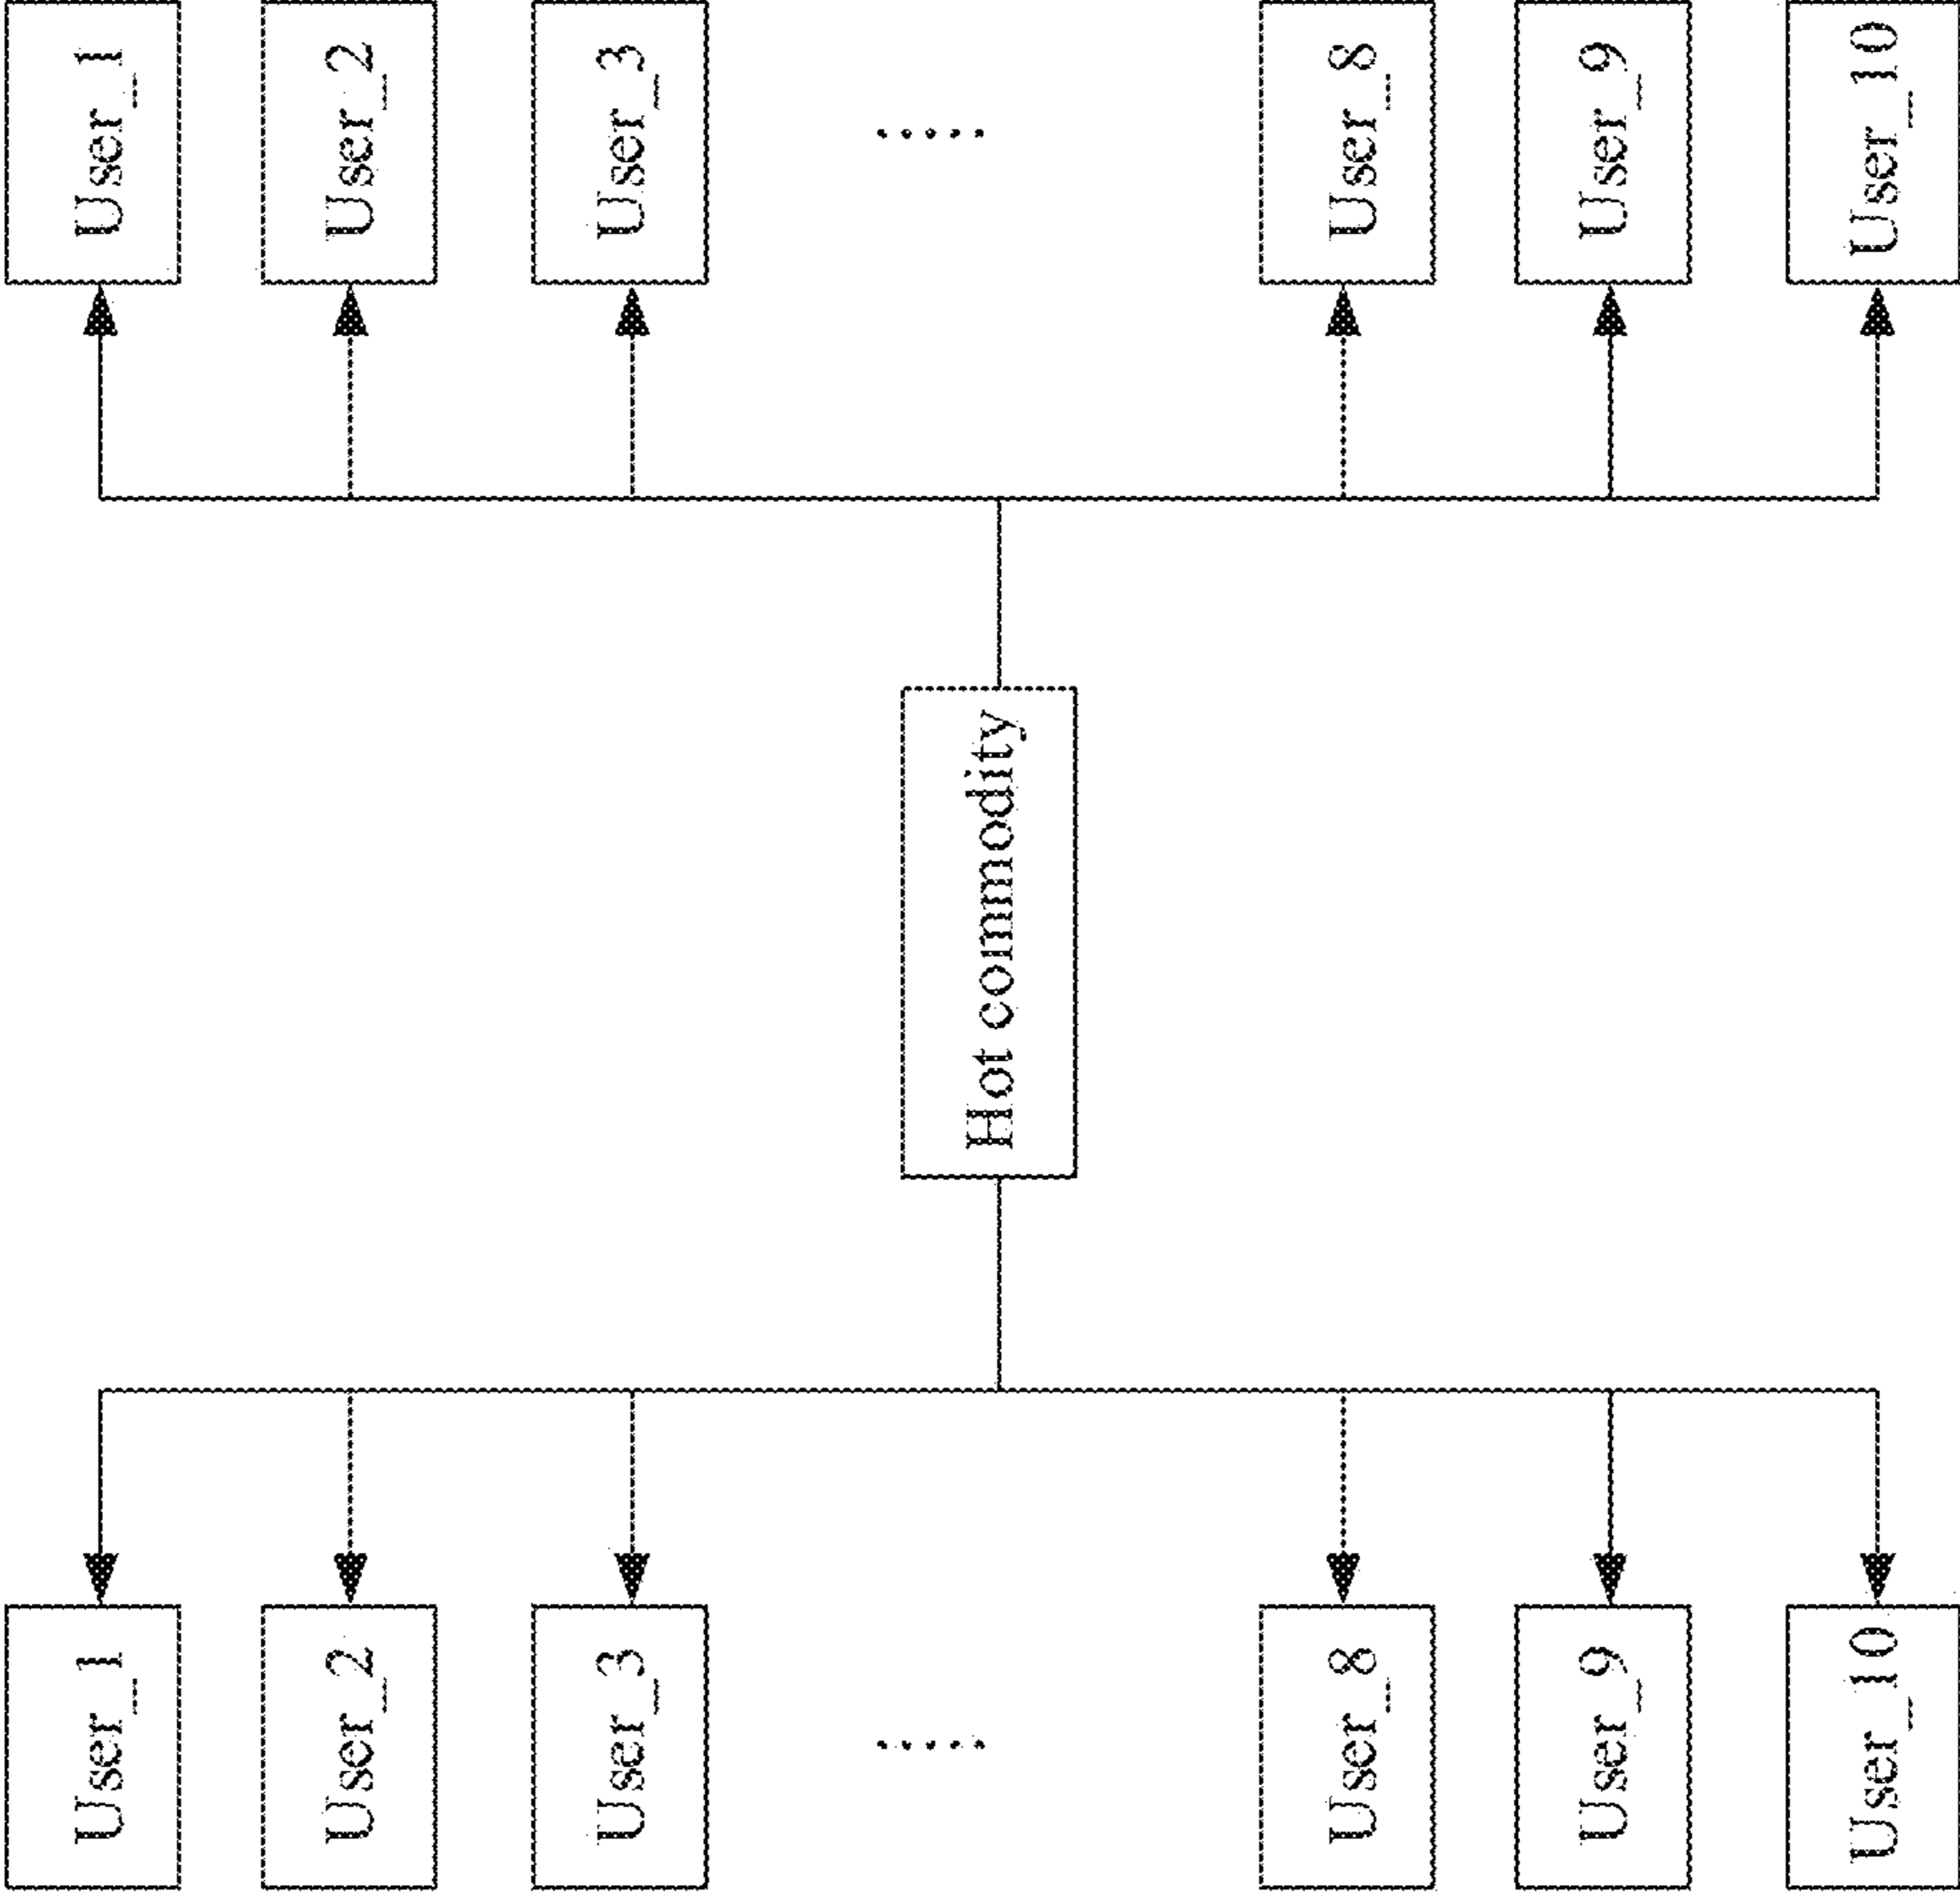 User_1
User_2
User_3
.....
User_8
User_9
User_10
Hot commodity
User_1
User_2
User_3
.....
User_8
User_9
User_10